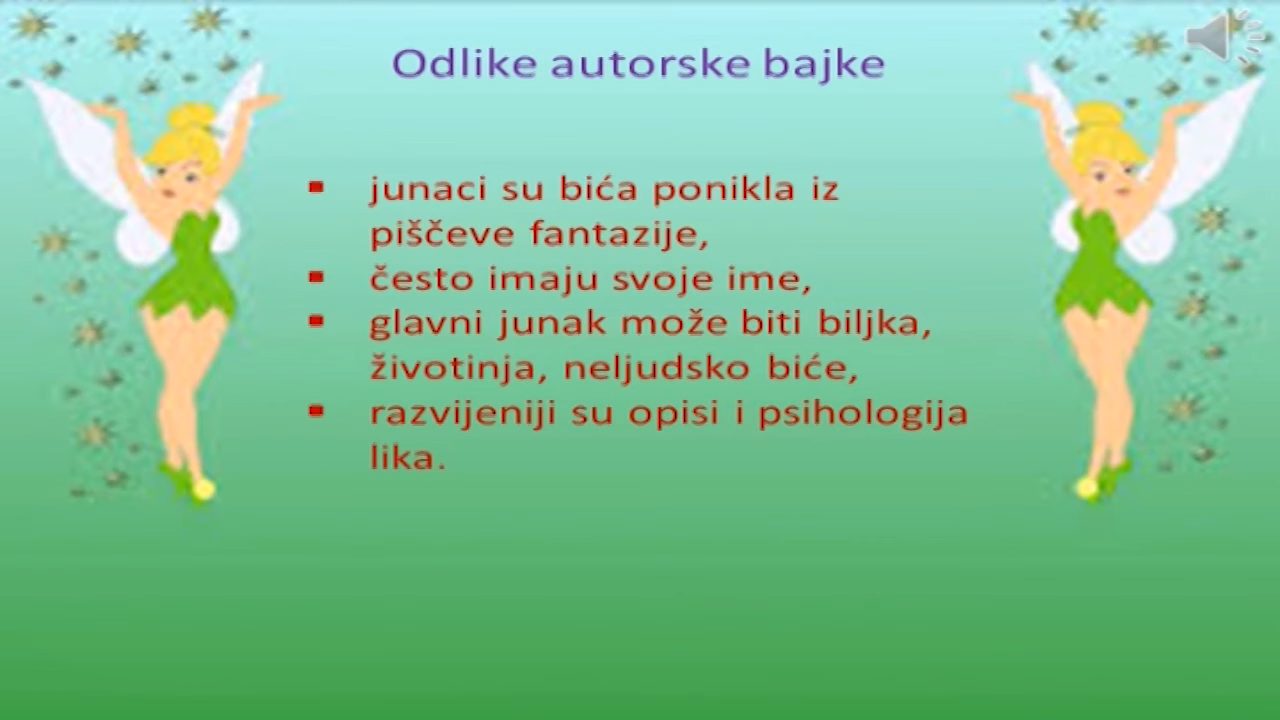 Odlike autorske bajke
▪ junaci su bića ponikla iz
piščeve fantazije,
▪ često imaju svoje ime,
▪ glavni junak može biti biljka,
životinja, neljudsko biće,
▪ razvijeniji su opisi i psihologija
lika.